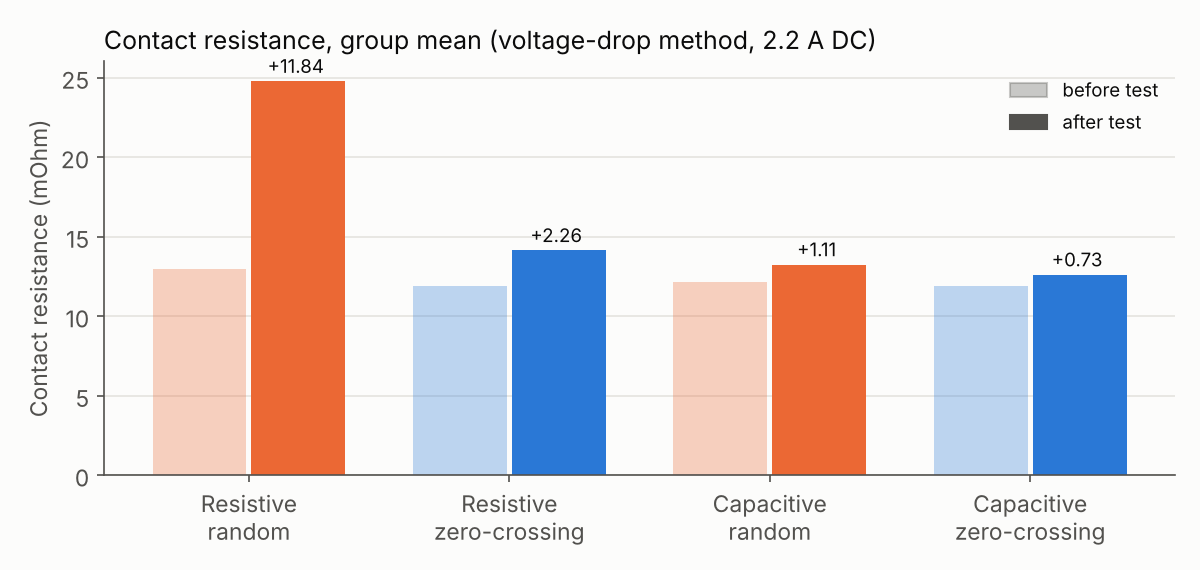 Contact resistance, group mean (voltage-drop method, 2.2 A DC)
+11.84
before test
after test
+2.26
+1.11
+0.73
Contact resistance (mOhm)
25
20
15
10
5
0
Resistive
random
Resistive
zero-crossing
Capacitive
random
Capacitive
zero-crossing